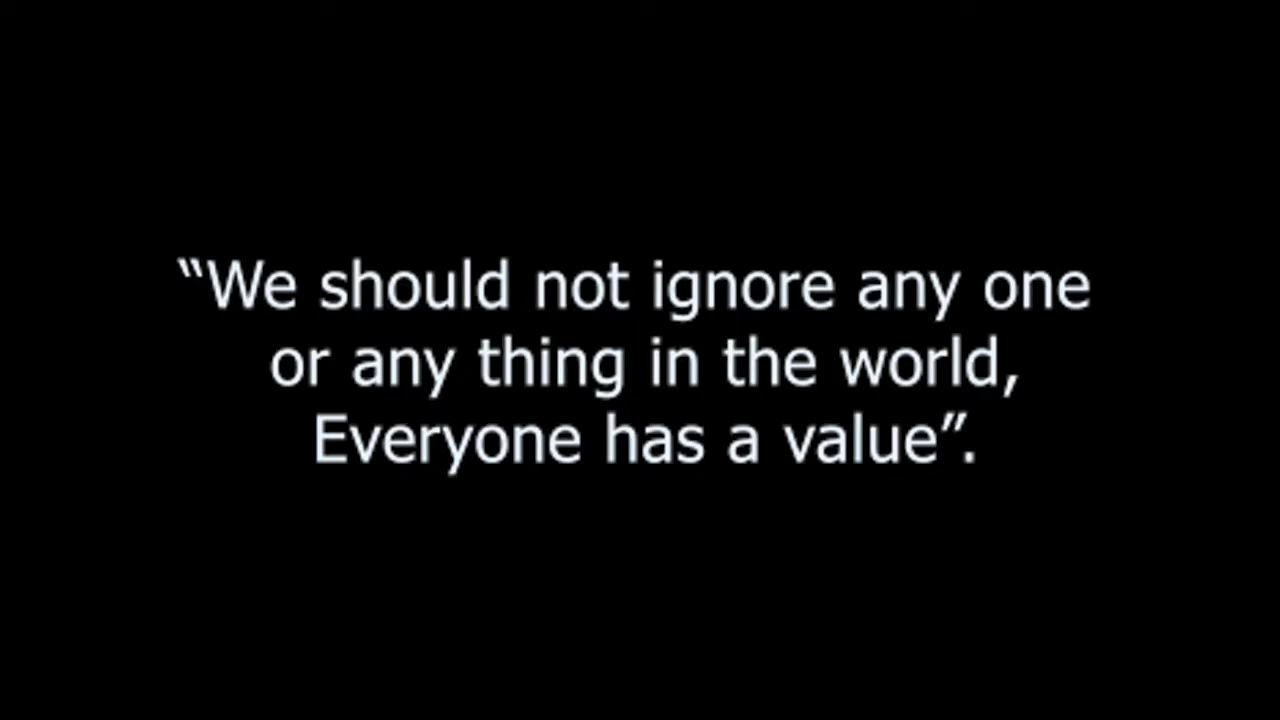 “We should not ignore any one
or any thing in the world,
Everyone has a value”.